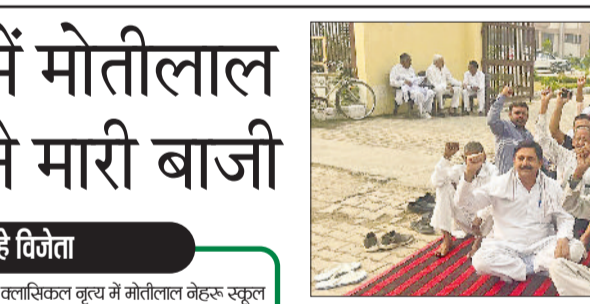 में मोतीलाल
ने मारी बाजी
हे विजेता
क्लासिकल नृत्य में मोतीलाल नेहरू स्कूल